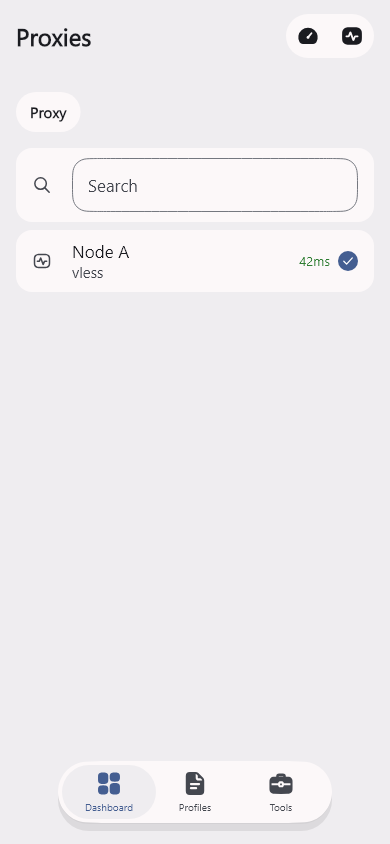 Proxies
Proxy
Search
Node A
vless
42ms
Dashboard
Profiles
Tools